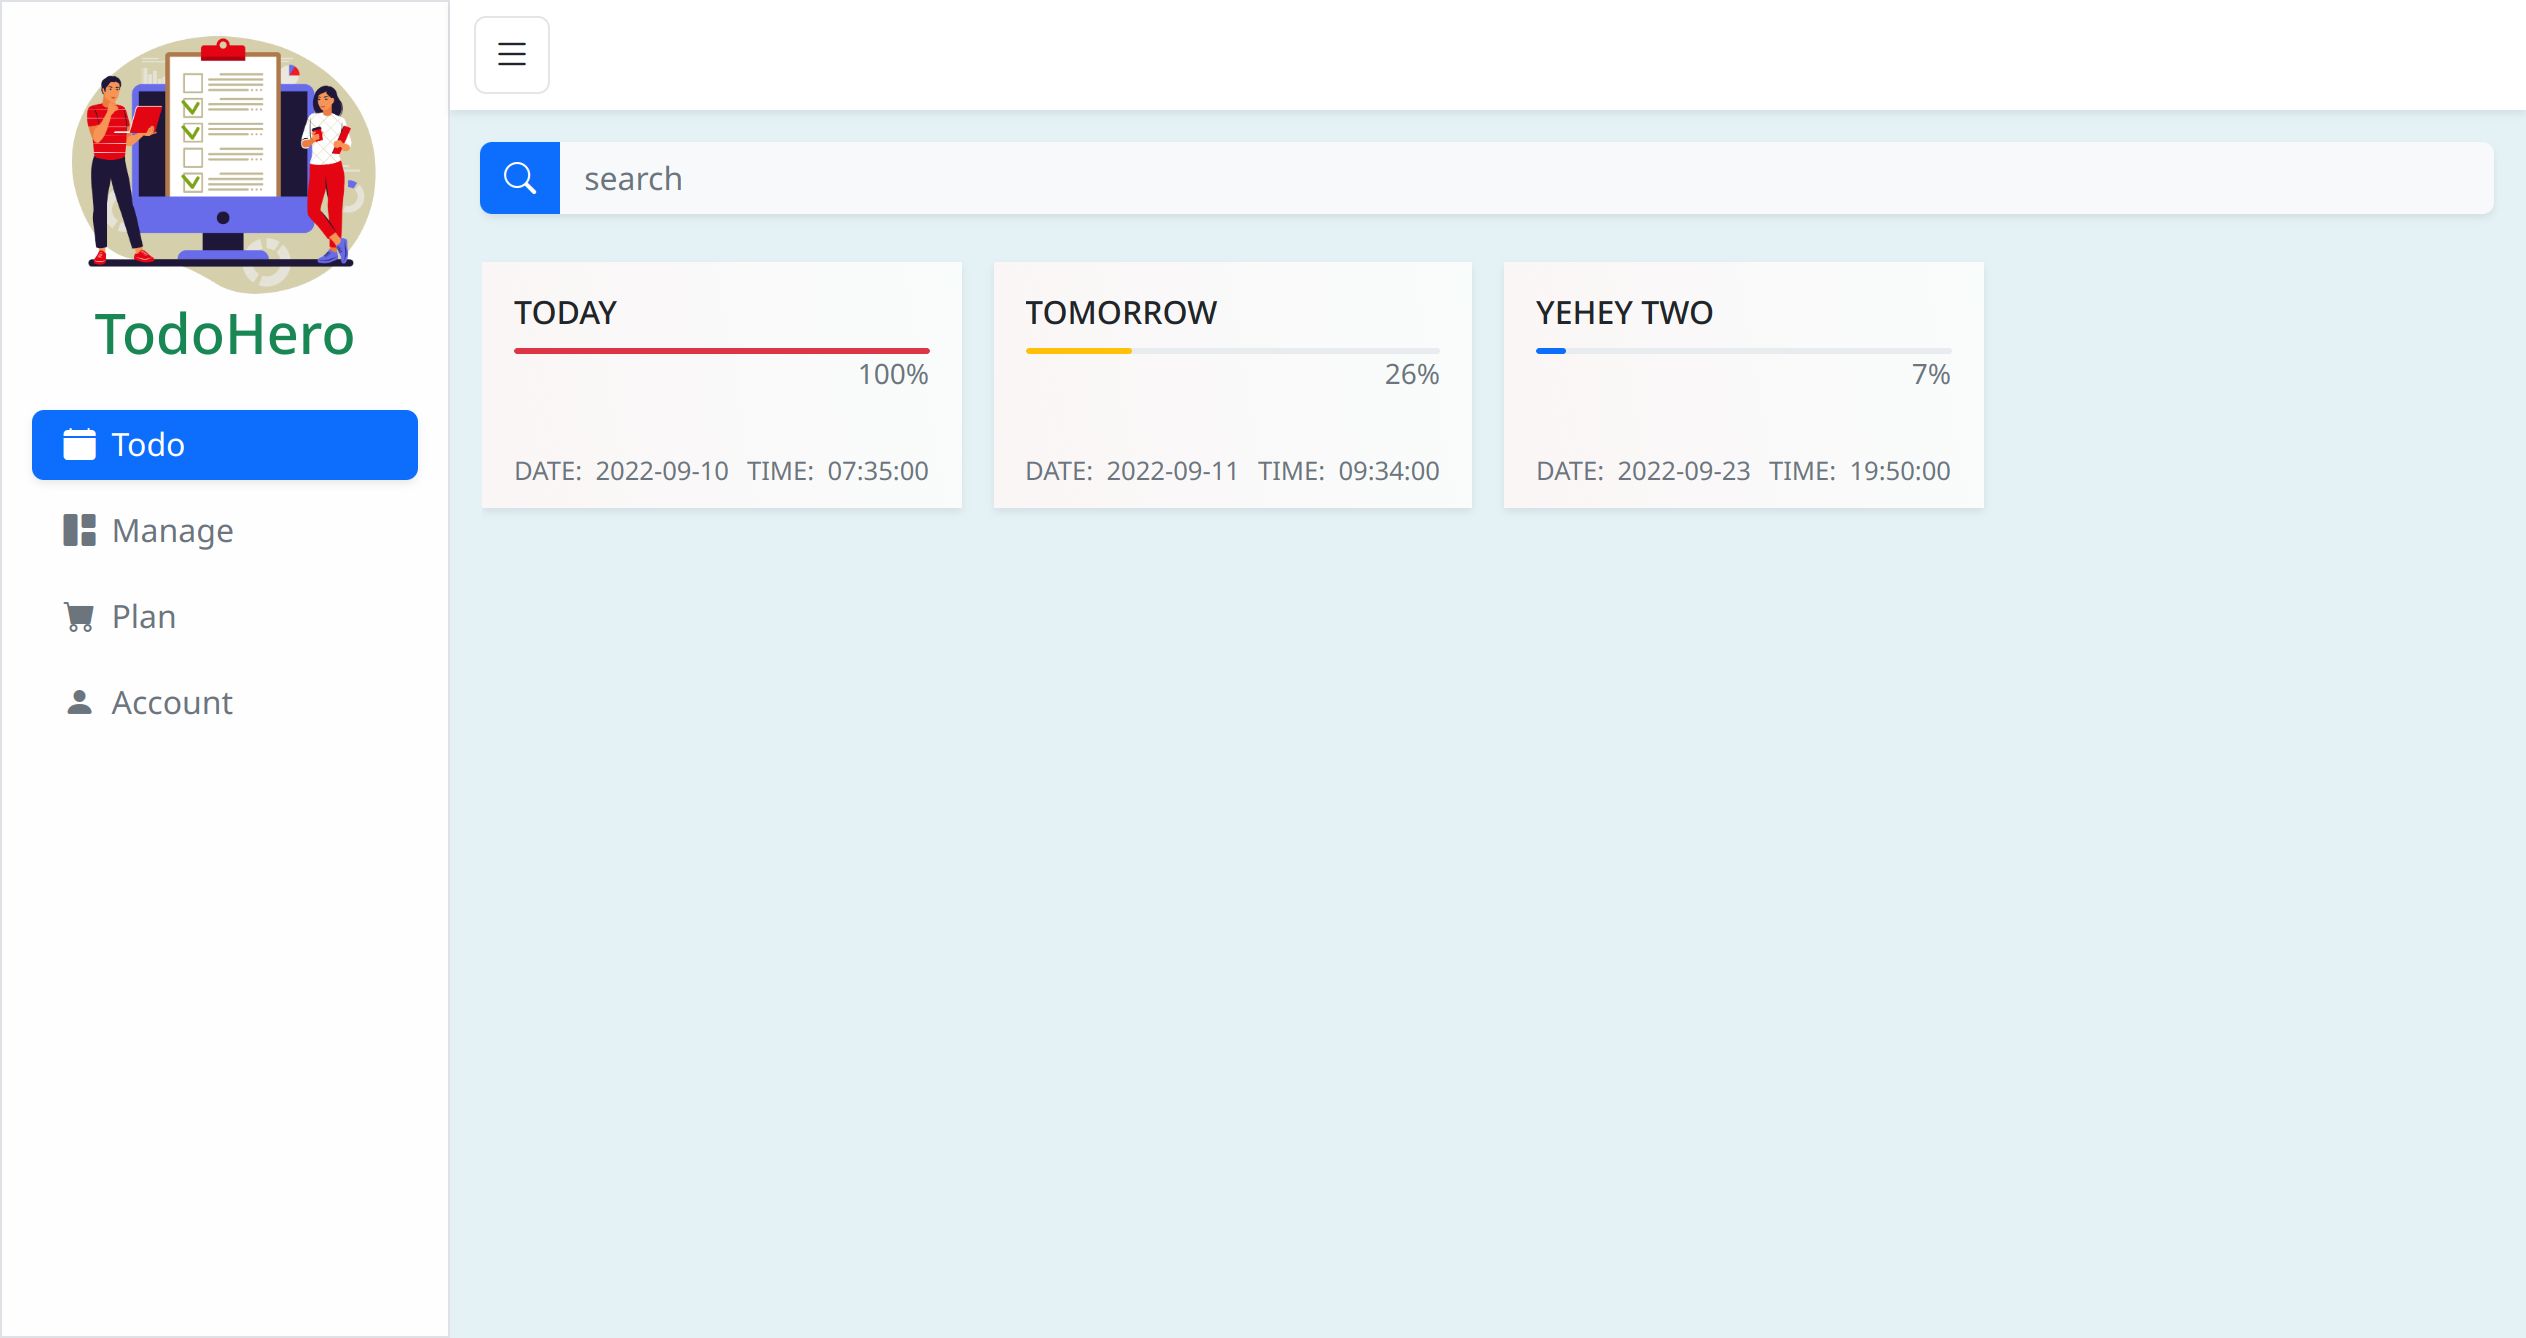 TodoHero
Todo
Manage
Plan
Account
search
TODAY
100%
DATE: 2022-09-10 TIME: 07:35:00
TOMORROW
26%
DATE: 2022-09-11 TIME: 09:34:00
YEHEY TWO
7%
DATE: 2022-09-23 TIME: 19:50:00